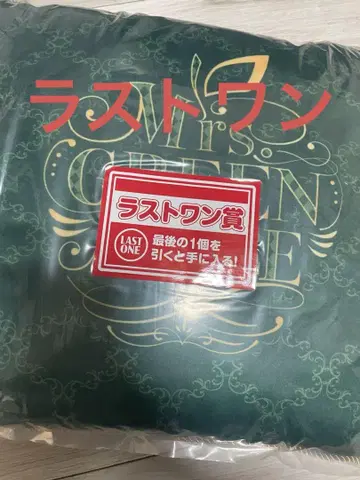 ラストワン
Mrs.
GREEN
ラストワン賞
LAST
ONE
最後の1個を
引くと手に入る!